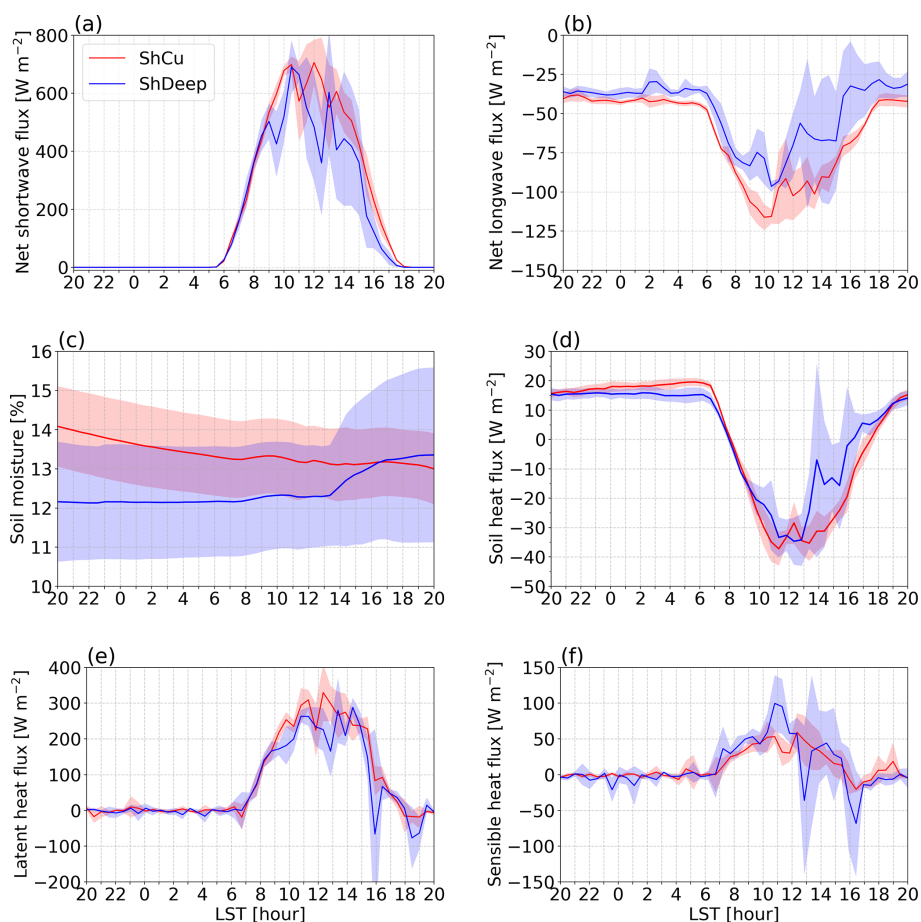 (a)
Net shortwave flux [W m⁻²]
800
600
400
200
0
ShCu
ShDeep
20 22 0 2 4 6 8 10 12 14 16 18 20
(b)
Net longwave flux [W m⁻²]
0
−25
−50
−75
−100
−125
−150
20 22 0 2 4 6 8 10 12 14 16 18 20
(c)
Soil moisture [%]
16
15
14
13
12
11
10
20 22 0 2 4 6 8 10 12 14 16 18 20
(d)
Soil heat flux [W m⁻²]
30
20
10
0
−10
−20
−30
−40
−50
20 22 0 2 4 6 8 10 12 14 16 18 20
(e)
Latent heat flux [W m⁻²]
400
300
200
100
0
−100
−200
20 22 0 2 4 6 8 10 12 14 16 18 20
LST [hour]
(f)
Sensible heat flux [W m⁻²]
150
100
50
0
−50
−100
−150
20 22 0 2 4 6 8 10 12 14 16 18 20
LST [hour]